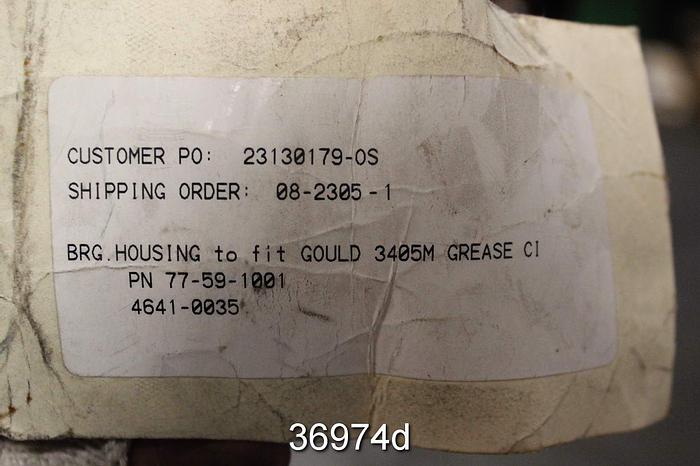 CUSTOMER PO: 23130179-OS
SHIPPING ORDER: 08-2305-1
BRG.HOUSING to fit GOULD 3405M GREASE CI
PN 77-59-1001
4641-0035
36974d